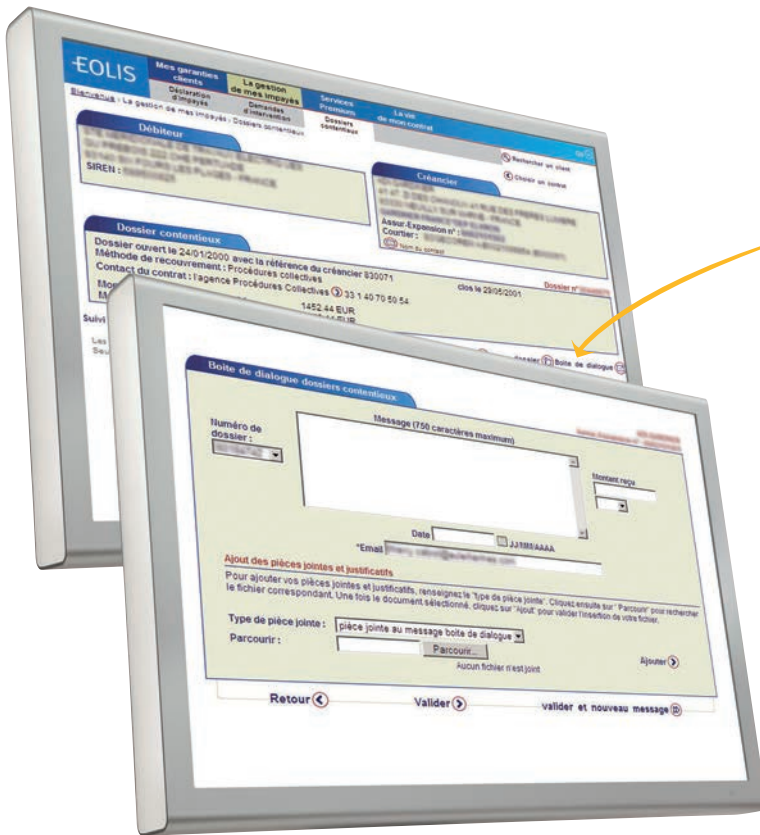 EOLIS
Mes garanties clients
La gestion de mes impayés
Services Premium
La vie de mon contrat
Déclaration d'impayés
Demandes d'intervention
Dossiers contentieux
Bienvenue > La gestion de mes impayés > Dossiers contentieux
Rechercher un client
Choisir un contrat
Débiteur
SIREN :
Créancier
Assur-Expansion n° :
Courtier :
Nom du contact
Dossier contentieux
Dossier n°
Dossier ouvert le 24/01/2000 avec la référence du créancier 830071
clos le 29/05/2001
Méthode de recouvrement : Procédures collectives
Contact du contrat : l'agence Procédures Collectives 33 1 40 70 50 54
1452.44 EUR
EUR
Suivi
dossier
Boite de dialogue
Boite de dialogue dossiers contentieux
Numéro de dossier :
Message (750 caractères maximum)
Montant reçu
Date
JJ/MM/AAAA
*Email
Ajout des pièces jointes et justificatifs
Pour ajouter vos pièces jointes et justificatifs, renseignez le "type de pièce jointe". Cliquez ensuite sur " Parcourir" pour rechercher
le fichier correspondant. Une fois le document sélectionné, cliquez sur "Ajout" pour valider l'insertion de votre fichier.
Type de pièce jointe :
pièce jointe au message boite de dialogue
Parcourir :
Parcourir...
Aucun fichier n'est joint
Ajouter
Retour
Valider
valider et nouveau message